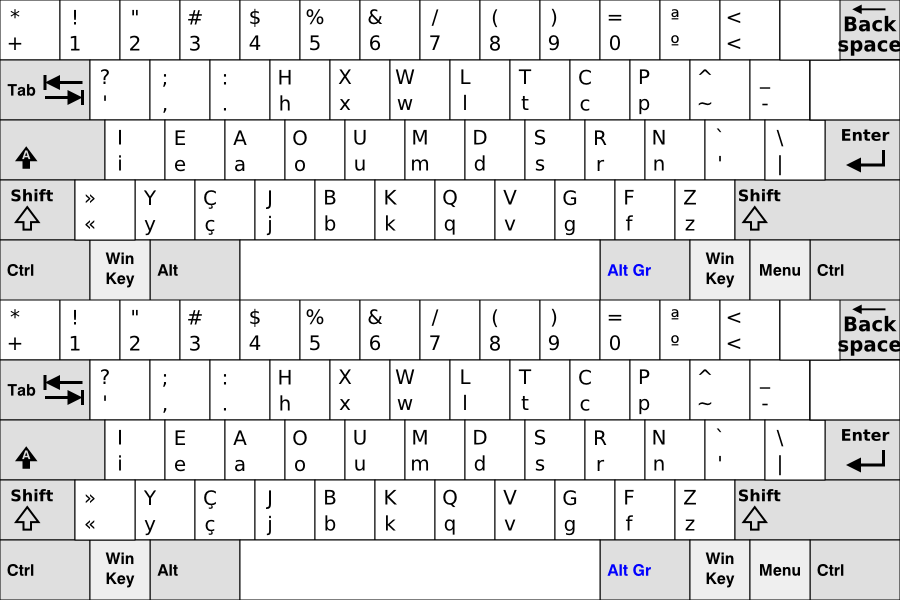 * ! " # $ % & / ( ) = ª < Back
+ 1 2 3 4 5 6 7 8 9 0 º < space
Tab ? ; : H X W L T C P ^ _
' , . h x w l t c p ~ -
A I E A O U M D S R N ` \ Enter
i e a o u m d s r n ' |
Shift » Y Ç J B K Q V G F Z Shift
« y ç j b k q v g f z
Ctrl Win Key Alt Alt Gr Win Key Menu Ctrl
* ! " # $ % & / ( ) = ª < Back
+ 1 2 3 4 5 6 7 8 9 0 º < space
Tab ? ; : H X W L T C P ^ _
' , . h x w l t c p ~ -
A I E A O U M D S R N ` \ Enter
i e a o u m d s r n ' |
Shift » Y Ç J B K Q V G F Z Shift
« y ç j b k q v g f z
Ctrl Win Key Alt Alt Gr Win Key Menu Ctrl